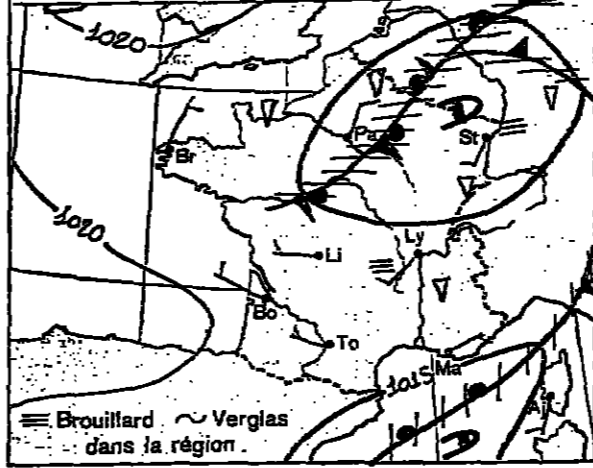 1020
Pa
St
Br
1020
Ly
Li
Bo
To
Ma
1015
Aj
Brouillard Verglas
dans la région.